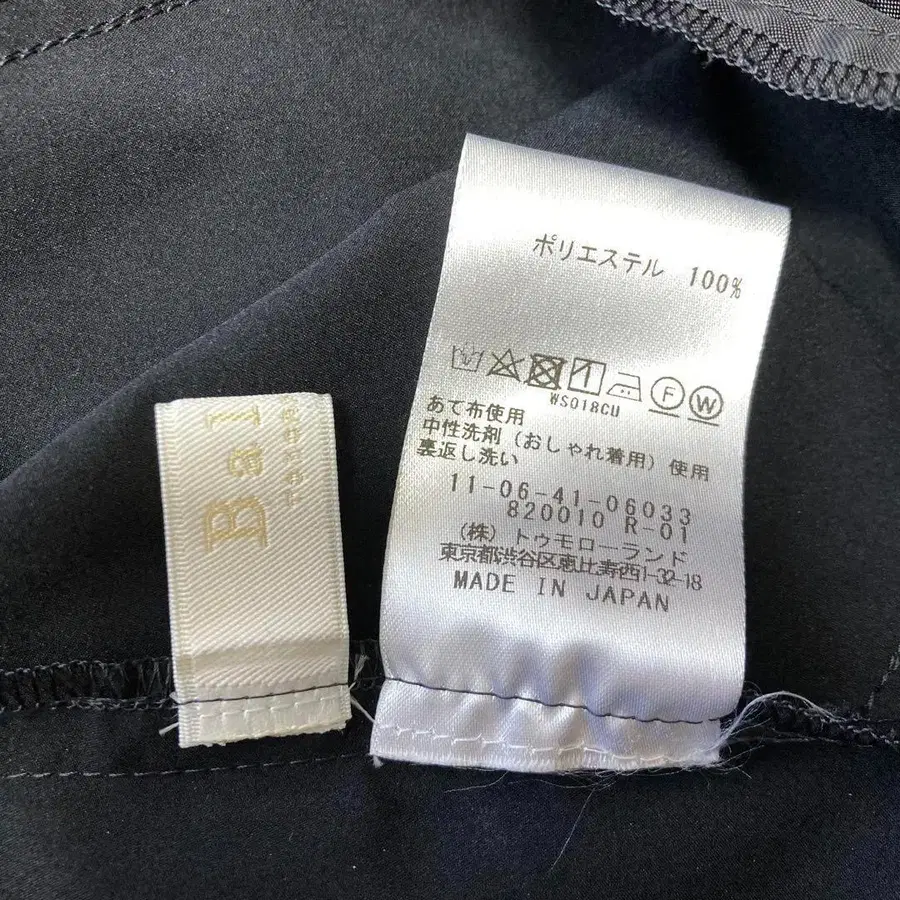 ポリエステル 100%
WS018CU
F W
あて布使用
中性洗剤（おしゃれ着用）使用
裏返し洗い
11-06-41-06033
820010 R-01
（株）トゥモローランド
東京都渋谷区恵比寿西1-32-18
MADE IN JAPAN